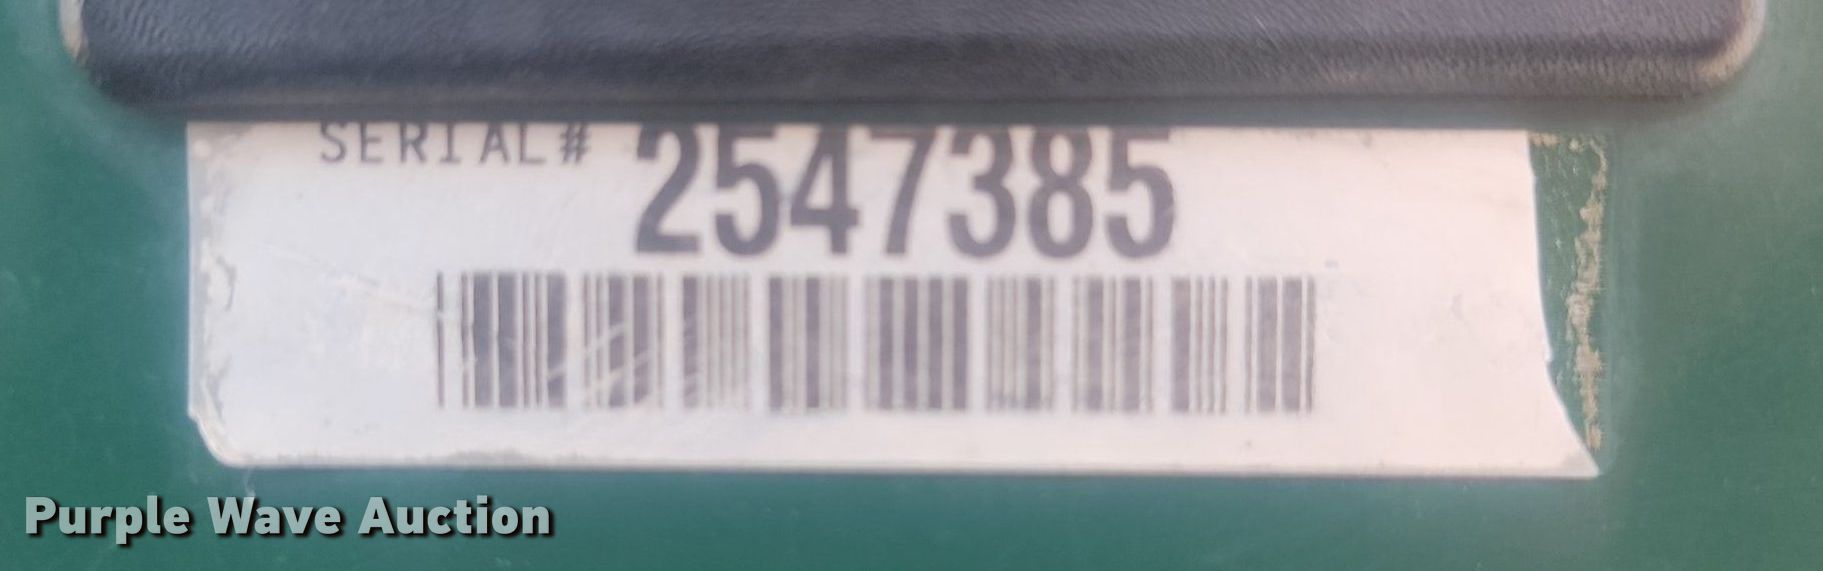 SERIAL# 2547385
Purple Wave Auction